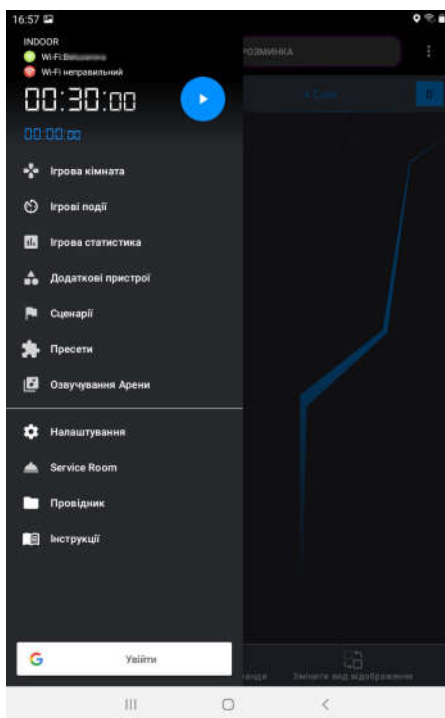 16:57
INDOOR
Wi-Fi:
Wi-Fi неправильний
РОЗМИНКА
00:30:00
00:00:00
Ігрова кімната
Ігрові події
Ігрова статистика
Додаткові пристрої
Сценарії
Пресети
Озвучування Арени
Налаштування
Service Room
Провідник
Інструкції
Увійти
Змінити вид відображення